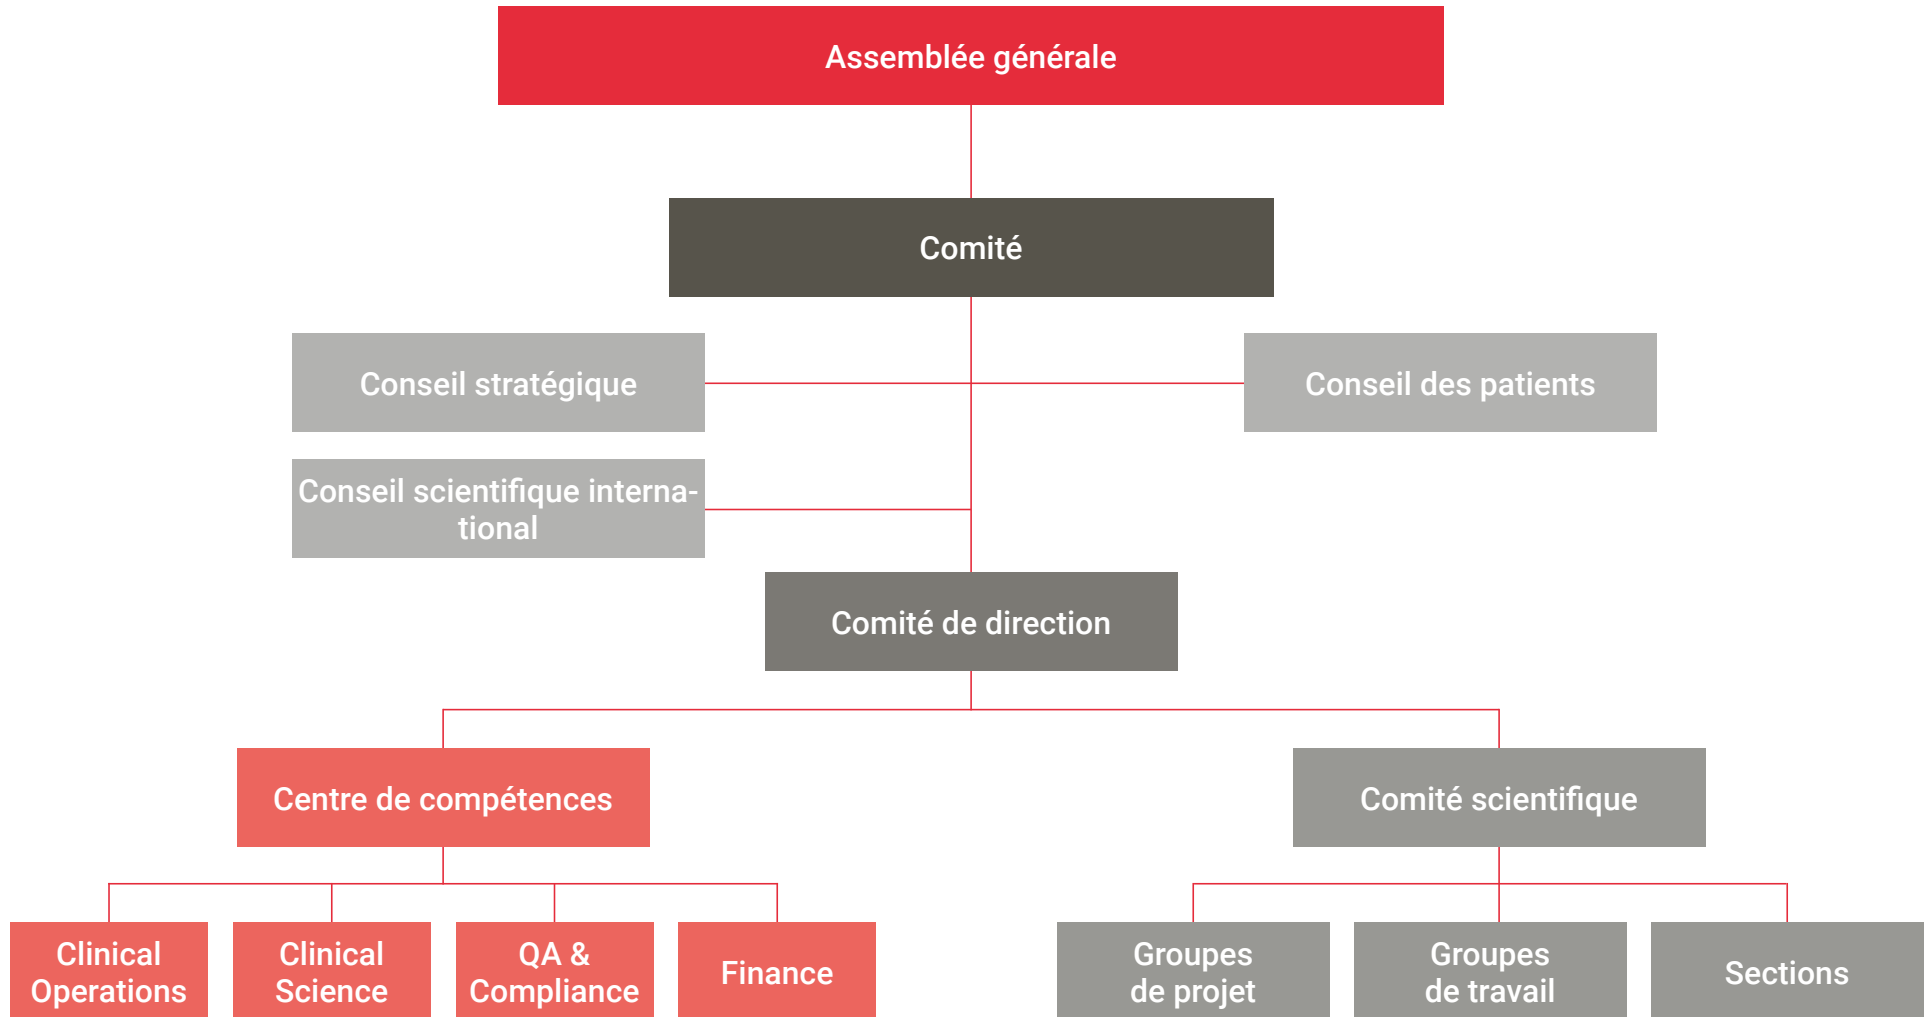 Assemblée générale
Comité
Conseil stratégique
Conseil des patients
Conseil scientifique interna-
tional
Comité de direction
Centre de compétences
Comité scientifique
Clinical
Operations
Clinical
Science
QA &
Compliance
Finance
Groupes
de projet
Groupes
de travail
Sections